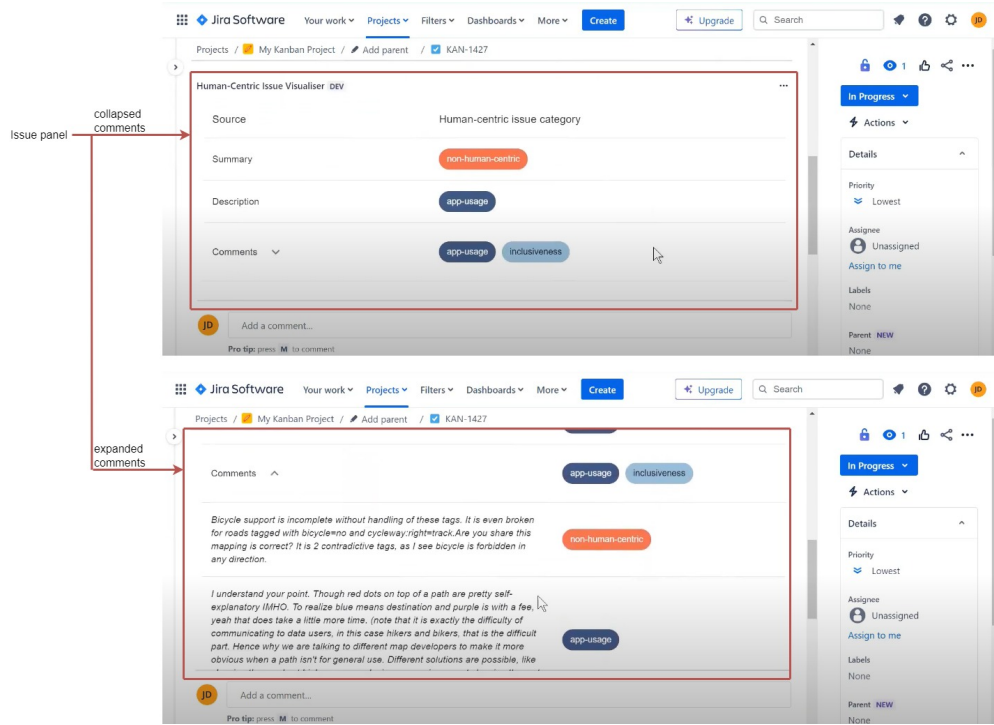 Jira Software Your work Projects Filters Dashboards More Create Upgrade Search JD
Projects / My Kanban Project / Add parent / KAN-1427
1
Human-Centric Issue Visualiser DEV
In Progress
collapsed
comments
Issue panel
Source Human-centric issue category
Actions
Summary non-human-centric
Details
Description app-usage
Priority
Lowest
Comments app-usage inclusiveness
Assignee
Unassigned
Assign to me
Labels
None
JD Add a comment...
Pro tip: press M to comment
Parent NEW
None
Jira Software Your work Projects Filters Dashboards More Create Upgrade Search JD
Projects / My Kanban Project / Add parent / KAN-1427
1
expanded
comments
In Progress
Comments app-usage inclusiveness
Actions
Bicycle support is incomplete without handling of these tags. It is even broken
for roads tagged with bicycle=no and cycleway:right=track.Are you share this
mapping is correct? It is 2 contradictive tags, as I see bicycle is forbidden in
any direction.
non-human-centric
Details
Priority
Lowest
I understand your point. Though red dots on top of a path are pretty self-
explanatory IMHO. To realize blue means destination and purple is with a fee,
yeah that does take a little more time. (note that it is exactly the difficulty of
communicating to data users, in this case hikers and bikers, that is the difficult
part. Hence why we are talking to different map developers to make it more
obvious when a path isn't for general use. Different solutions are possible, like
app-usage
Assignee
Unassigned
Assign to me
Labels
None
JD Add a comment...
Pro tip: press M to comment
Parent NEW
None